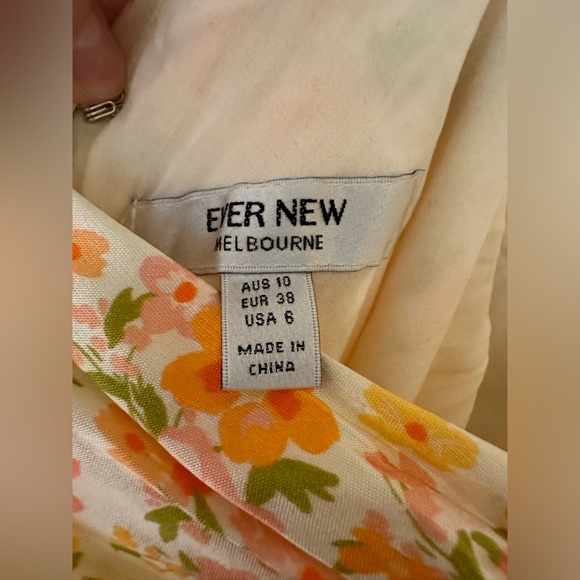 EVER NEW
MELBOURNE
AUS 10
EUR 38
USA 6
MADE IN
CHINA